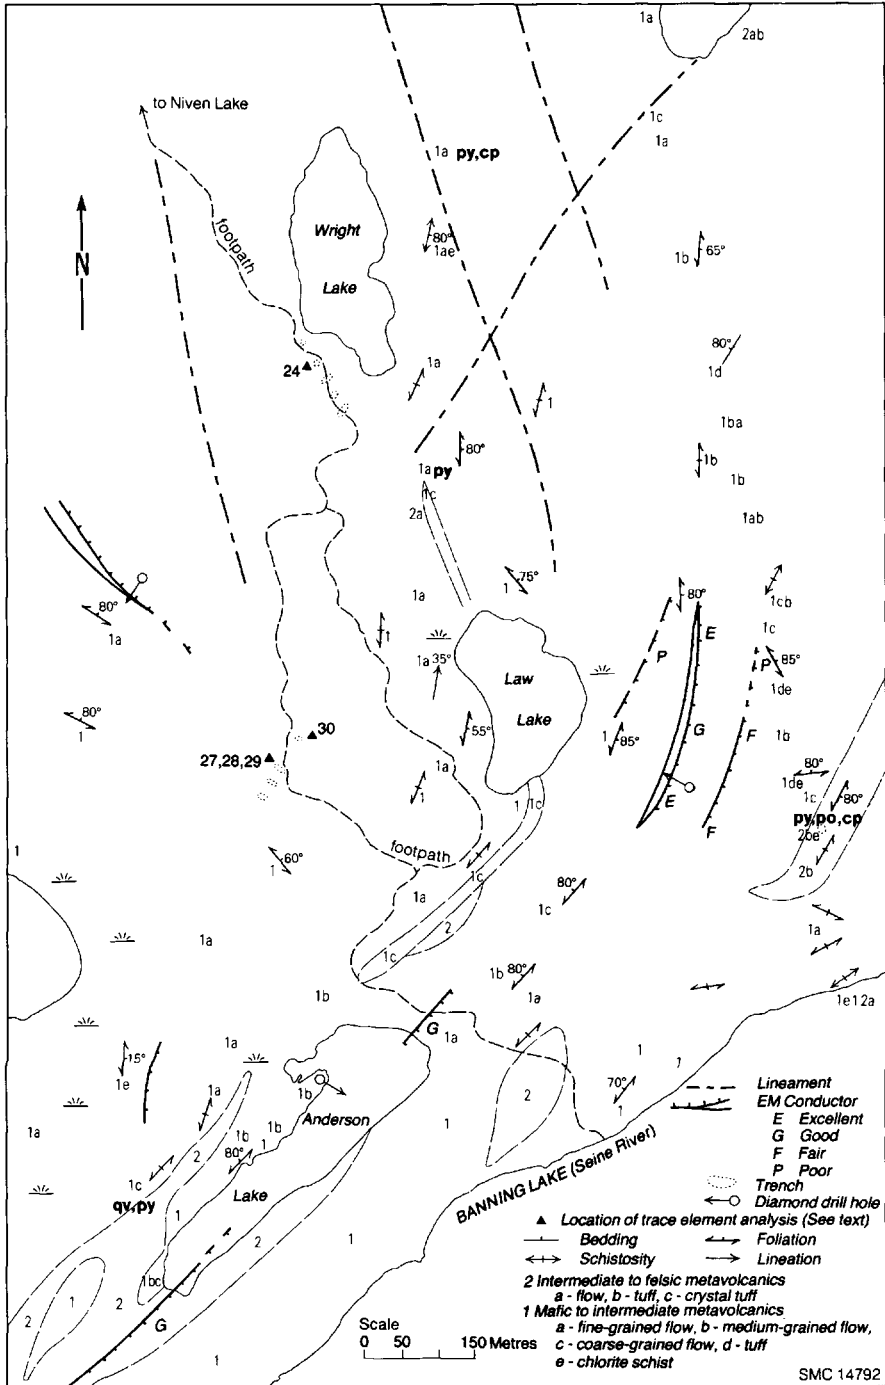 1a
2ab
to Niven Lake
1c
1a
1a py,cp
footpath
Wright
Lake
N
80°
1ae
1b
65°
80°
1d
24
1a
1
1ba
80°
1a py
1b
1c
2a
1b
1ab
75°
1
80°
1a
80°
1a
1cb
E
1c
1
P
1a 35°
P
85°
1de
Law
Lake
80°
1
55°
1
85°
G
F
1b
30
27,28,29
1a
80°
1de
1c
80°
1
1
1c
E
py,po,cp
2be
F
footpath
1
60°
1
1c
80°
1c
2b
1a
2
1a
1a
1c
1b
80°
1a
1b
1e12a
G
1a
1a
1
1
15°
1e
1a
1b
2
70°
1
1a
1b
1b
Anderson
1
1
2
80°
1c
Lake
BANNING LAKE (Seine River)
qv,py
1
2
1
1bc
2
1
2
G
1
Lineament
EM Conductor
E Excellent
G Good
F Fair
P Poor
Trench
Diamond drill hole
Location of trace element analysis (See text)
Bedding
Foliation
Schistosity
Lineation
2 Intermediate to felsic metavolcanics
a - flow, b - tuff, c - crystal tuff
1 Mafic to intermediate metavolcanics
a - fine-grained flow, b - medium-grained flow,
c - coarse-grained flow, d - tuff
e - chlorite schist
Scale
0 50 150 Metres
SMC 14792